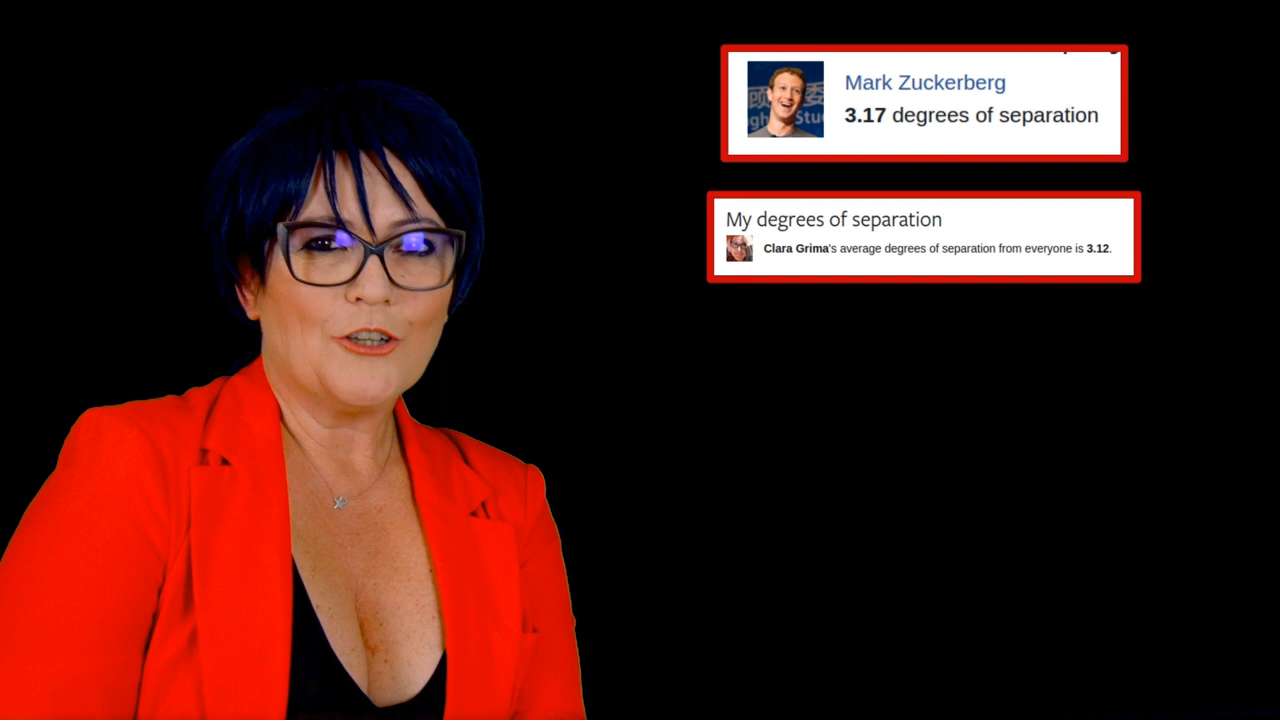 Mark Zuckerberg
3.17 degrees of separation
My degrees of separation
Clara Grima's average degrees of separation from everyone is 3.12.